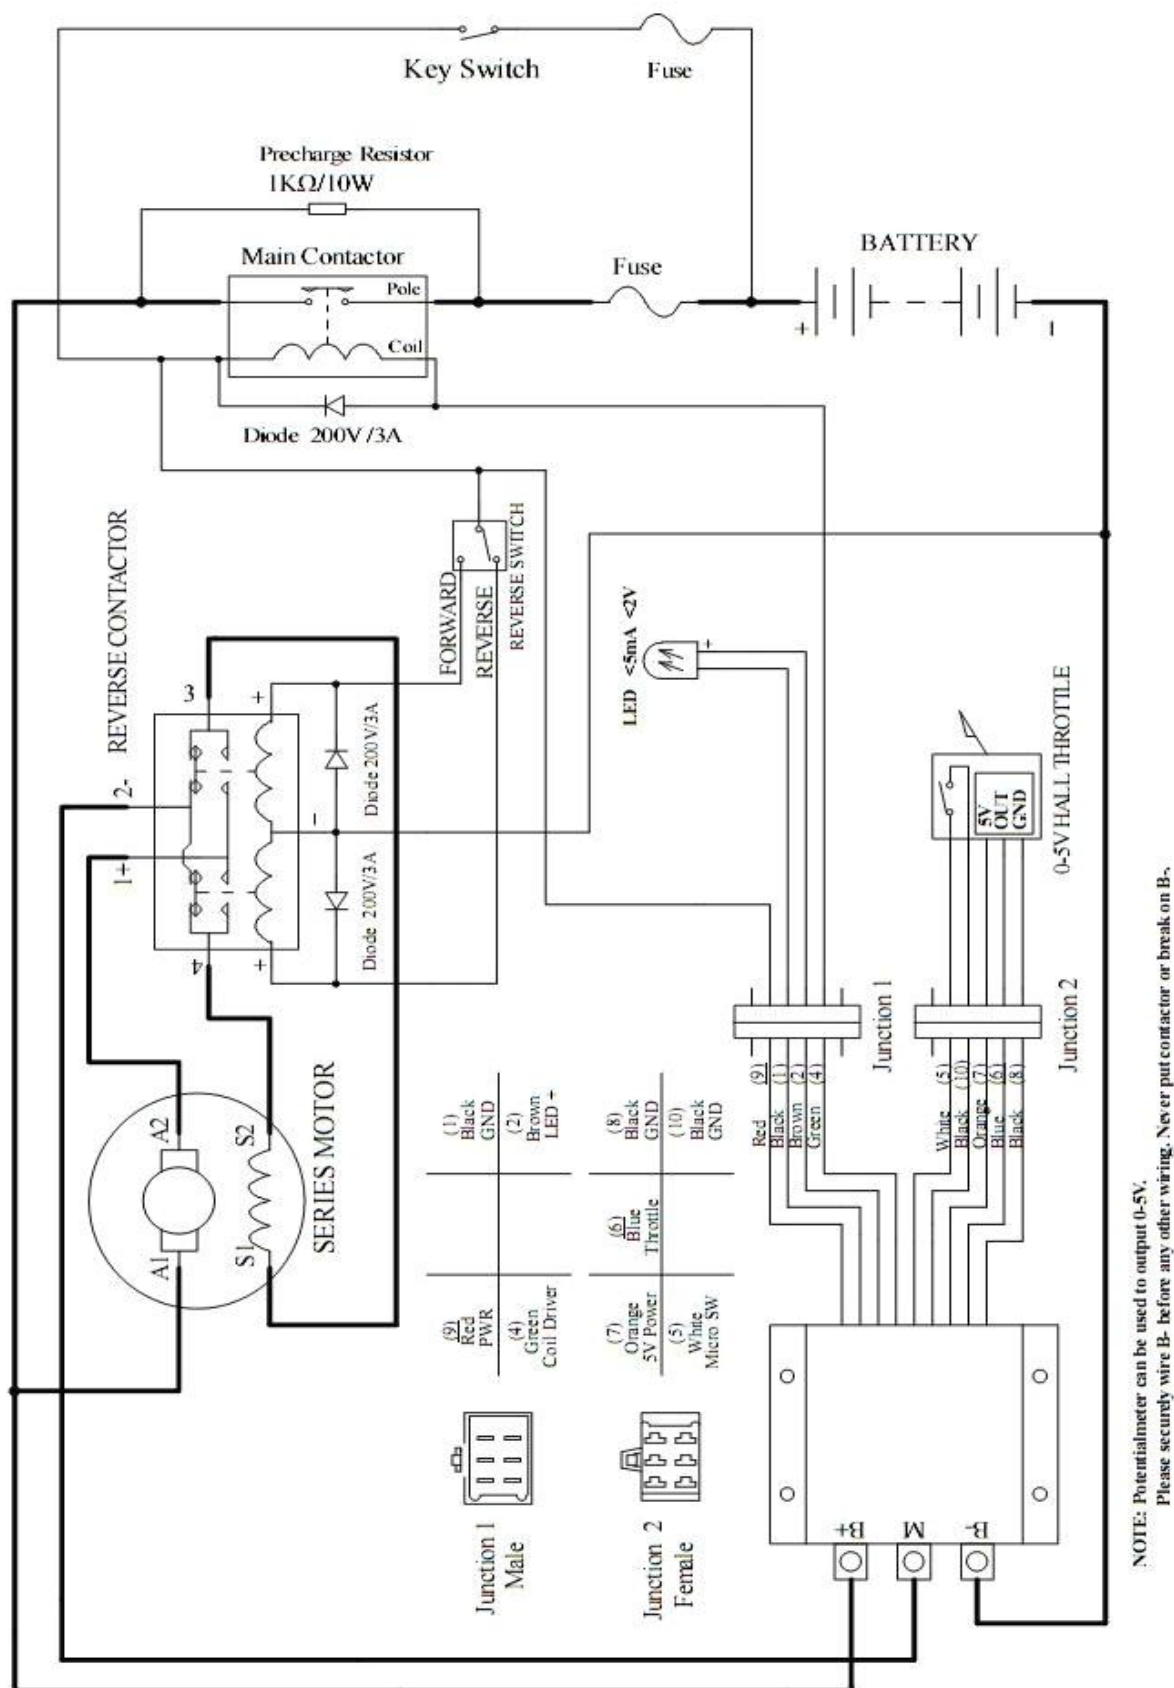 Key Switch
Fuse
Precharge Resistor
1KΩ/10W
Main Contactor
Pole
Coil
Fuse
BATTERY
+
-
Diode 200V/3A
REVERSE CONTACTOR
2-
1+
3
4
+
-
+
Diode 200V/3A
Diode 200V/3A
FORWARD
REVERSE
REVERSE SWITCH
LED <5mA <2V
+
5V
OUT
GND
0-5V HALL THROTTLE
A1
A2
S1
S2
SERIES MOTOR
(9)
Red
PWR
(1)
Black
GND
(4)
Green
Coil Driver
(2)
Brown
LED +
(7)
Orange
5V Power
(6)
Blue
Throttle
(8)
Black
GND
(5)
White
Micro SW
(10)
Black
GND
Junction 1
Male
Junction 2
Female
Red (9)
Black (1)
Brown (2)
Green (4)
Junction 1
White (5)
Black (10)
Orange (7)
Blue (6)
Black (8)
Junction 2
B+
M
B-
NOTE: Potentialmeter can be used to output 0-5V.
Please securely wire B- before any other wiring. Never put contactor or break on B-.